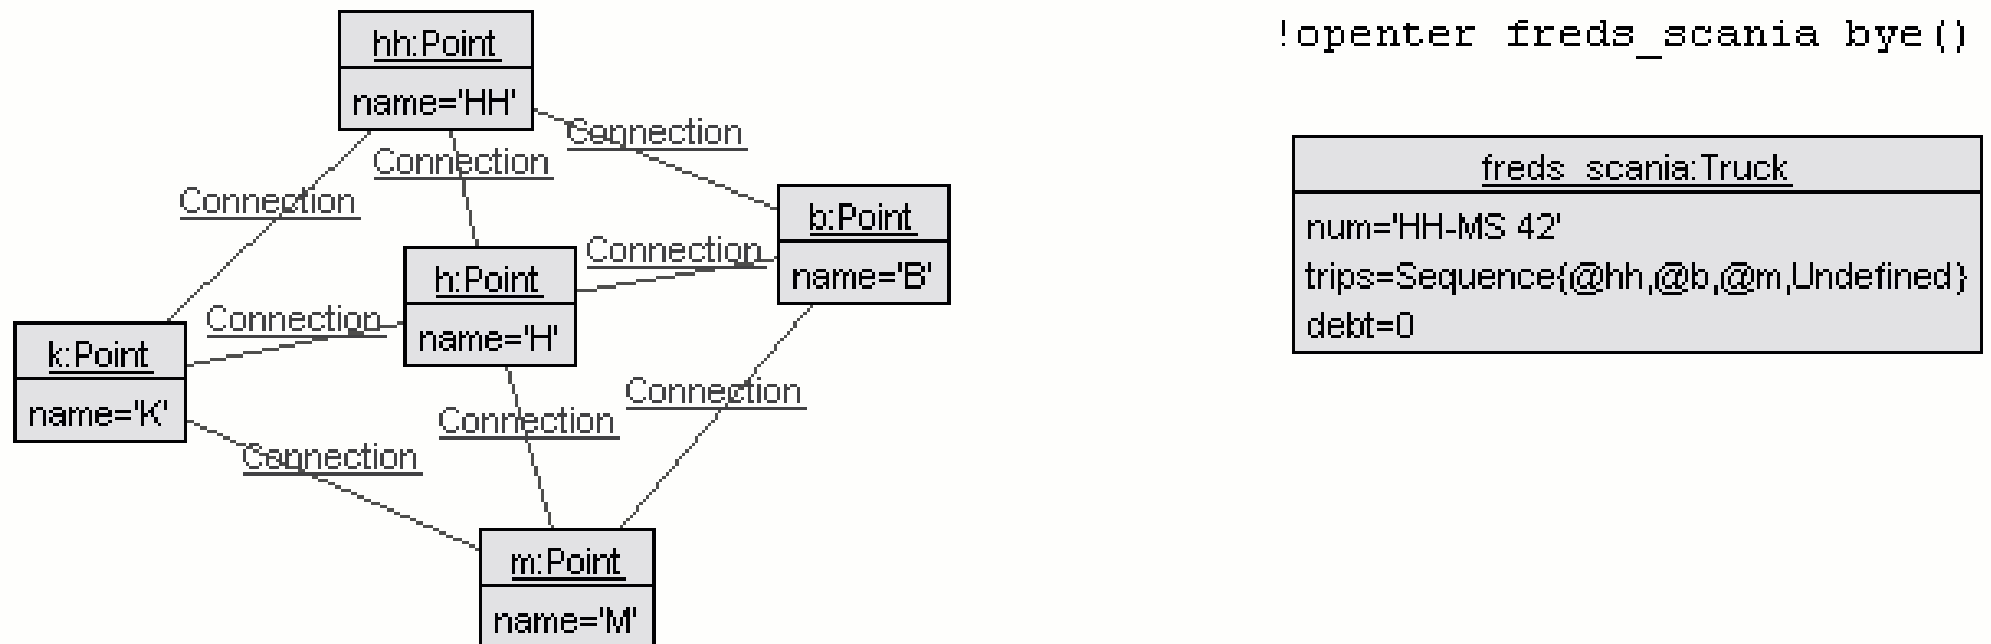 !openter freds_scania bye()
hh:Point
name='HH'
Connection
Connection
Connection
freds_scania:Truck
num='HH-MS 42'
trips=Sequence{@hh,@b,@m,Undefined}
debt=0
Connection
b:Point
name='B'
Connection
h:Point
name='H'
Connection
k:Point
name='K'
Connection
Connection
Connection
m:Point
name='M'